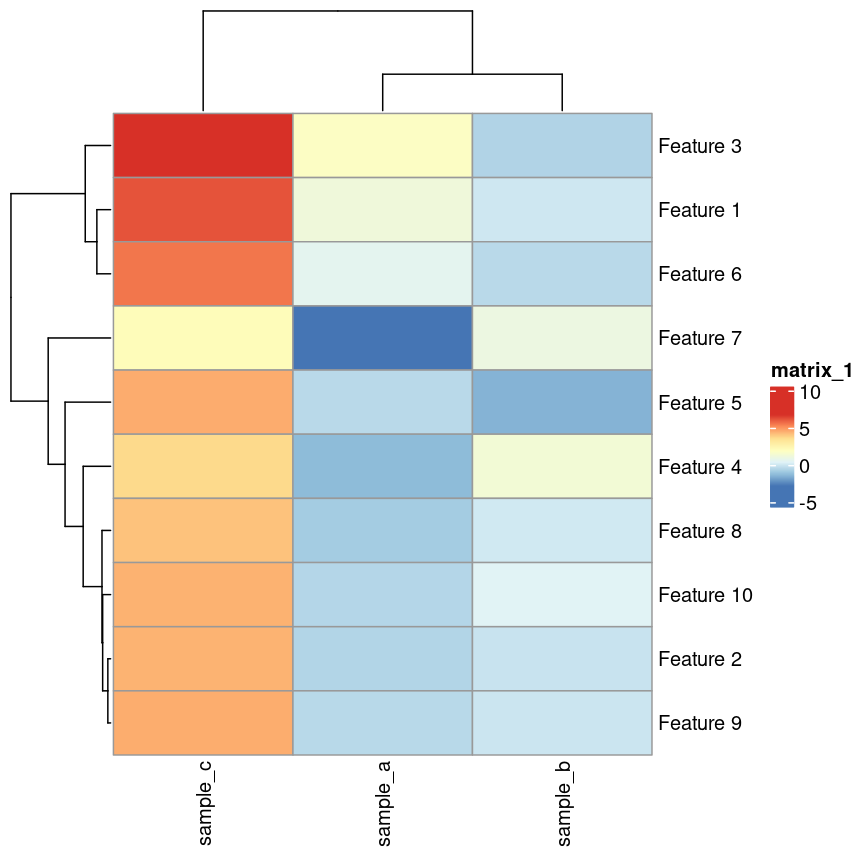 Feature 3
Feature 1
Feature 6
Feature 7
Feature 5
Feature 4
Feature 8
Feature 10
Feature 2
Feature 9
matrix_1
10
5
0
-5
sample_c
sample_a
sample_b